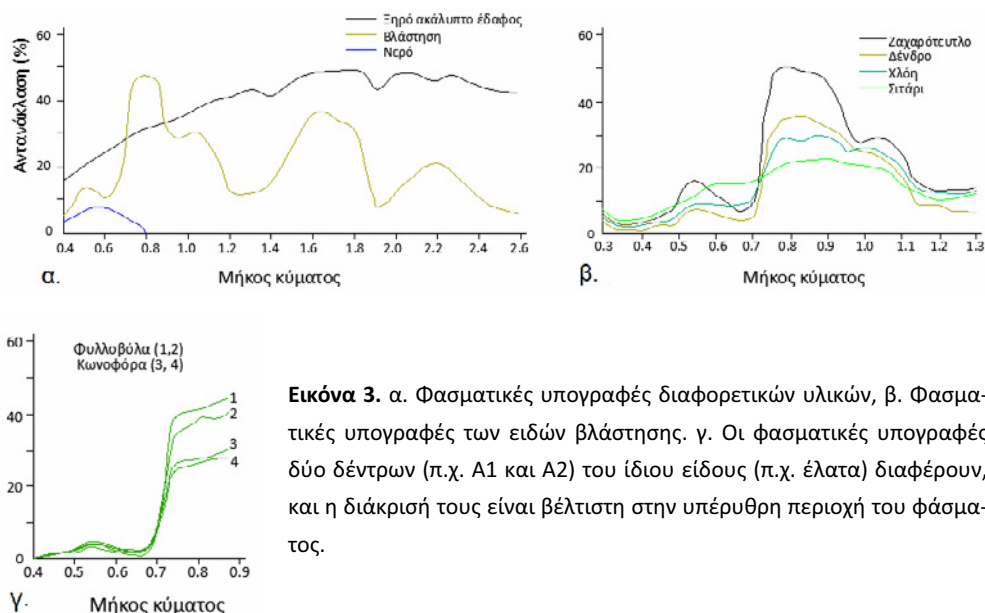 Ξηρό ακάλυπτο έδαφος
Βλάστηση
Νερό
Αντανάκλαση (%)
60
40
20
0
0.4 0.6 0.8 1.0 1.2 1.4 1.6 1.8 2.0 2.2 2.4 2.6
α.
Μήκος κύματος
Ζαχαρότευτλο
Δένδρο
Χλόη
Σιτάρι
60
40
20
0
0.3 0.4 0.5 0.6 0.7 0.8 0.9 1.0 1.1 1.2 1.3
β.
Μήκος κύματος
60
40
20
0
Φυλλοβόλα (1,2)
Κωνοφόρα (3, 4)
1
2
3
4
0.4 0.5 0.6 0.7 0.8 0.9
γ.
Μήκος κύματος
Εικόνα 3. α. Φασματικές υπογραφές διαφορετικών υλικών, β. Φασμα-
τικές υπογραφές των ειδών βλάστησης. γ. Οι φασματικές υπογραφές
δύο δέντρων (π.χ. Α1 και Α2) του ίδιου είδους (π.χ. έλατα) διαφέρουν,
και η διάκρισή τους είναι βέλτιστη στην υπέρυθρη περιοχή του φάσμα-
τος.